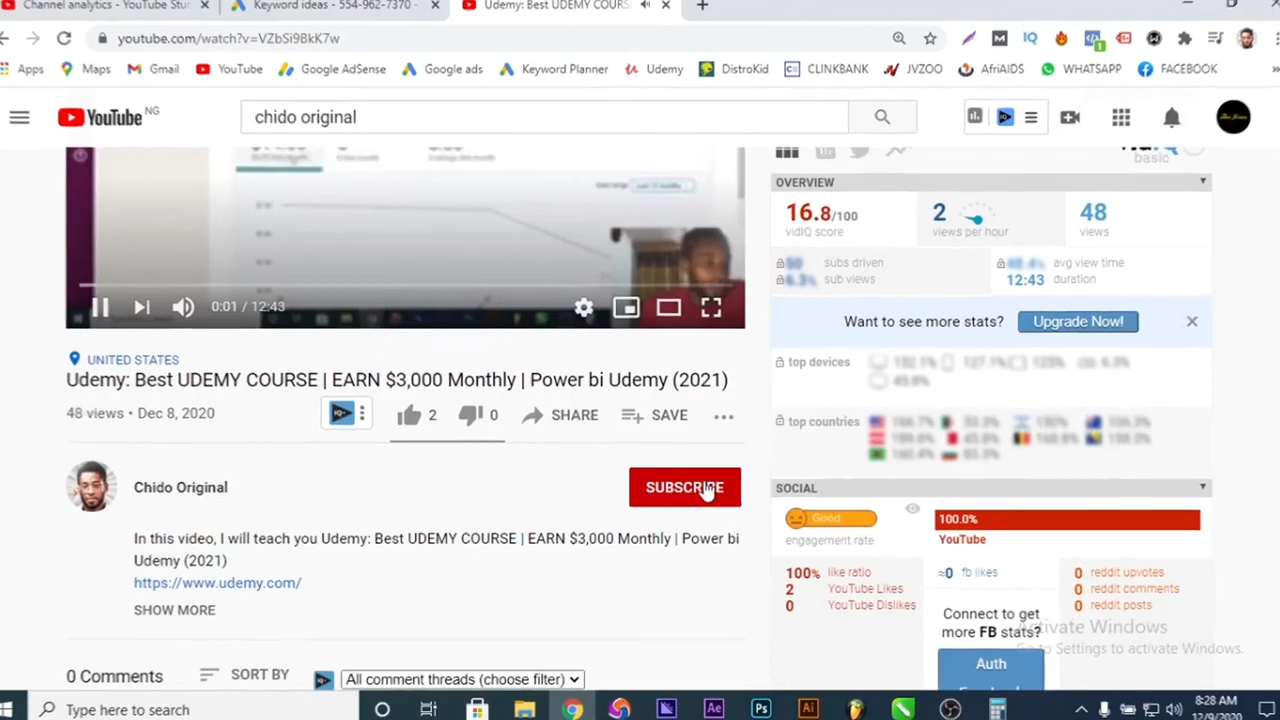 Channel analytics - YouTube Stu
Keyword ideas - 554-962-7370 -
Udemy: Best UDEMY COURS
youtube.com/watch?v=VZbSi9BkK7w
Apps
Maps
Gmail
YouTube
Google AdSense
Google ads
Keyword Planner
Udemy
DistroKid
CLINKBANK
JVZOO
AfriAIDS
WHATSAPP
FACEBOOK
YouTube NG
chido original
basic
OVERVIEW
16.8/100
vidIQ score
2
views per hour
48
views
subs driven
sub views
avg view time
12:43 duration
0:01 / 12:43
Want to see more stats?
Upgrade Now!
UNITED STATES
Udemy: Best UDEMY COURSE | EARN $3,000 Monthly | Power bi Udemy (2021)
48 views • Dec 8, 2020
2
0
SHARE
SAVE
top devices
top countries
Chido Original
SUBSCRIBE
In this video, I will teach you Udemy: Best UDEMY COURSE | EARN $3,000 Monthly | Power bi
Udemy (2021)
https://www.udemy.com/
SHOW MORE
0 Comments
SORT BY
All comment threads (choose filter)
SOCIAL
Good
engagement rate
100.0%
YouTube
100% like ratio
2 YouTube Likes
0 YouTube Dislikes
≈0 fb likes
Connect to get
more FB stats?
Auth
0 reddit upvotes
0 reddit comments
0 reddit posts
Activate Windows
Go to Settings to activate Windows.
Type here to search
Ae
Ps
Ai
8:28 AM
12/9/2020